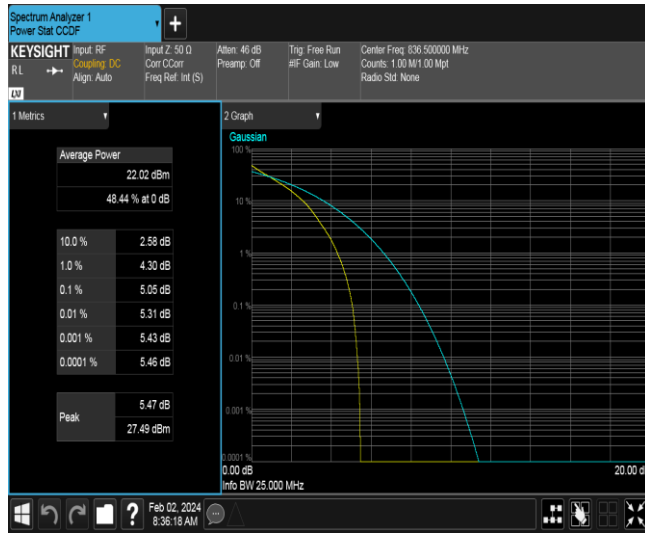 Spectrum Analyzer 1
Power Stat CCDF
+
KEYSIGHT Input: RF Input Z: 50 Ω Atten: 46 dB Trig: Free Run Center Freq: 836.500000 MHz
RL Coupling: DC Corr CCorr Preamp: Off #IF Gain: Low Counts: 1.00 M/1.00 Mpt
Align: Auto Freq Ref: Int (S) Radio Std: None
LXI
1 Metrics
Average Power
22.02 dBm
48.44 % at 0 dB
10.0 % 2.58 dB
1.0 % 4.30 dB
0.1 % 5.05 dB
0.01 % 5.31 dB
0.001 % 5.43 dB
0.0001 % 5.46 dB
Peak
5.47 dB
27.49 dBm
2 Graph
Gaussian
100 %
10 %
1 %
0.1 %
0.01 %
0.001 %
0.0001 %
0.00 dB 20.00 d
Info BW 25.000 MHz
? Feb 02, 2024
8:36:18 AM